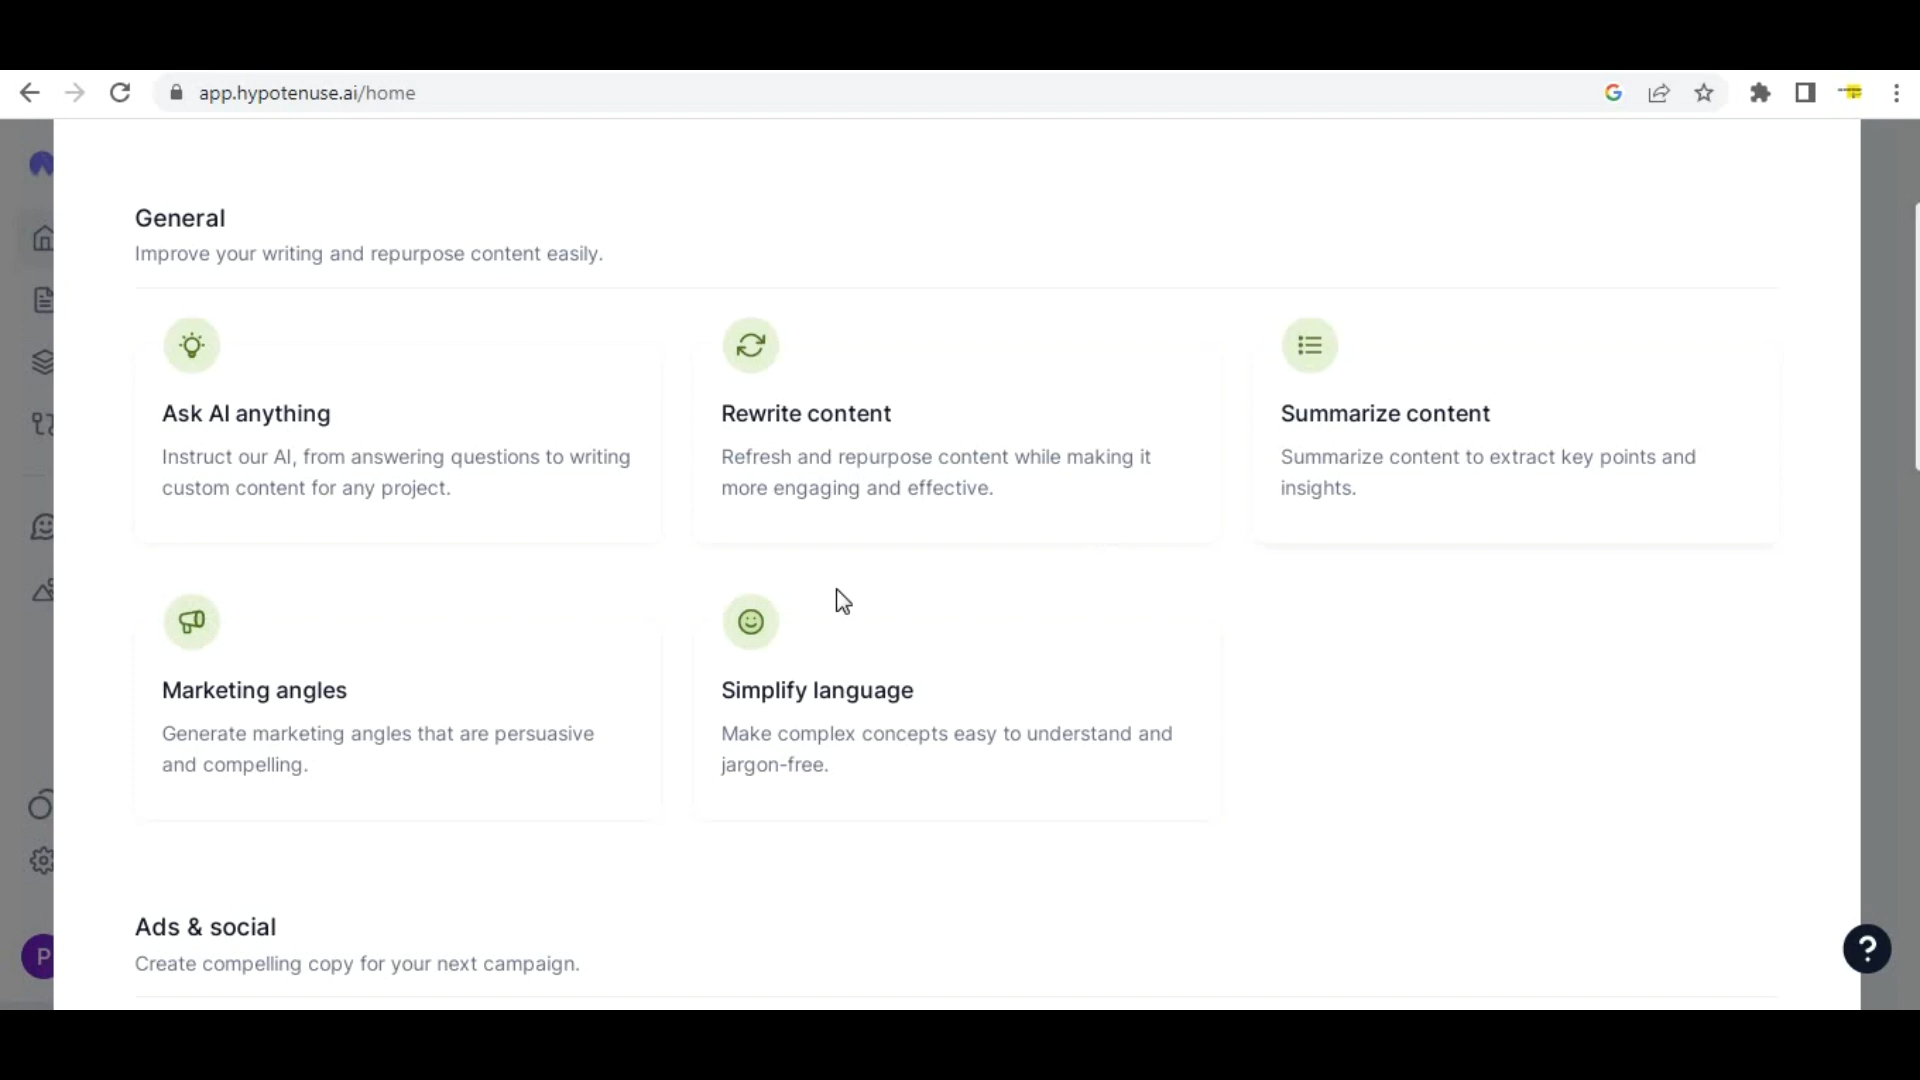 app.hypotenuse.ai/home
General
Improve your writing and repurpose content easily.
Ask AI anything
Instruct our AI, from answering questions to writing
custom content for any project.
Rewrite content
Refresh and repurpose content while making it
more engaging and effective.
Summarize content
Summarize content to extract key points and
insights.
Marketing angles
Generate marketing angles that are persuasive
and compelling.
Simplify language
Make complex concepts easy to understand and
jargon-free.
Ads & social
Create compelling copy for your next campaign.
P
?